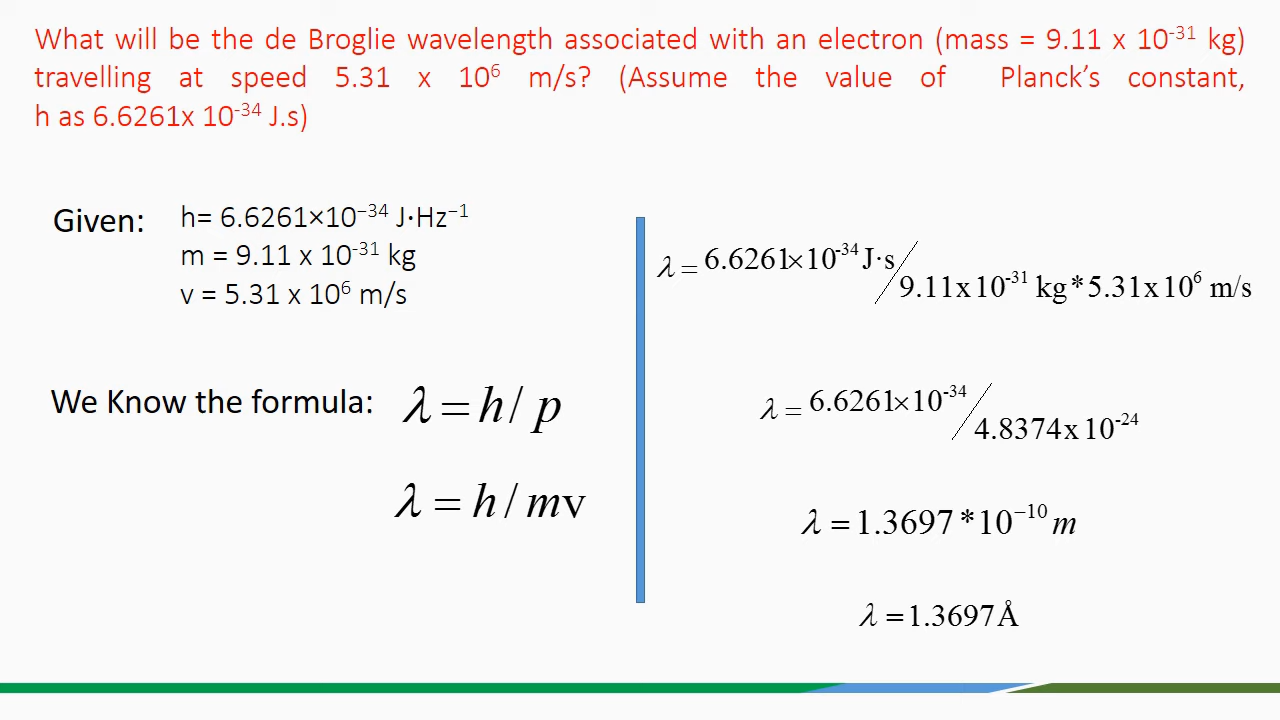 What will be the de Broglie wavelength associated with an electron (mass = 9.11 x 10⁻³¹ kg)
travelling at speed 5.31 x 10⁶ m/s? (Assume the value of Planck's constant,
h as 6.6261x 10⁻³⁴ J.s)
Given:
h= 6.6261×10⁻³⁴ J·Hz⁻¹
m = 9.11 x 10⁻³¹ kg
v = 5.31 x 10⁶ m/s
We Know the formula:
λ = h / p
λ = h / mv
λ = 6.6261×10⁻³⁴ J·s / 9.11x10⁻³¹ kg*5.31x10⁶ m/s
λ = 6.6261×10⁻³⁴ / 4.8374x10⁻²⁴
λ = 1.3697 *10⁻¹⁰ m
λ = 1.3697 Å